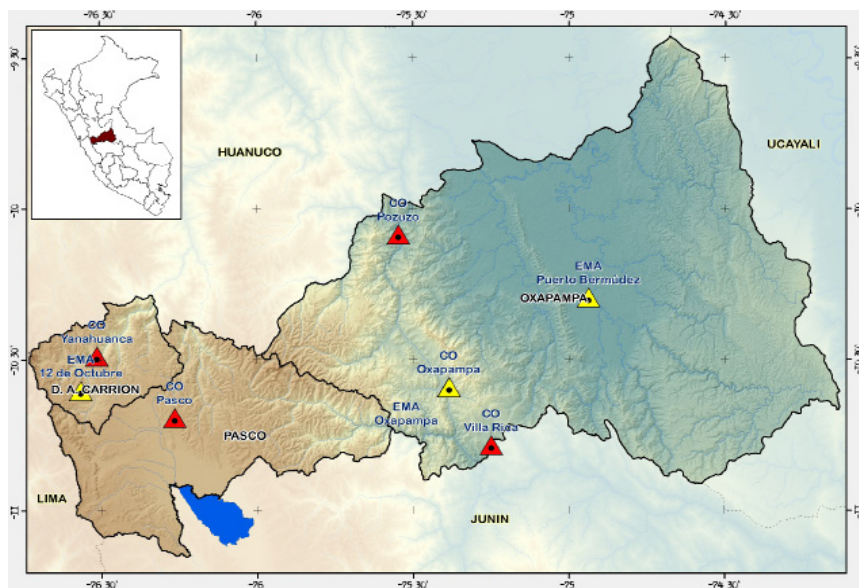 -76.30
-76
-75.30
-75
-74.30
-9.30
-9.30
HUANUCO
UCAYALI
-10
CO
Pozuzo
EMA
Puerto Bermúdez
OXAPAMPA
CO
Yanahuanca
EMA
12 de Octubre
D. A. CARRION
-10.30
CO
Oxapampa
CO
Pasco
EMA
Oxapampa
CO
Villa Rica
PASCO
LIMA
JUNIN
-11
-76.30
-76
-75.30
-75
-74.30